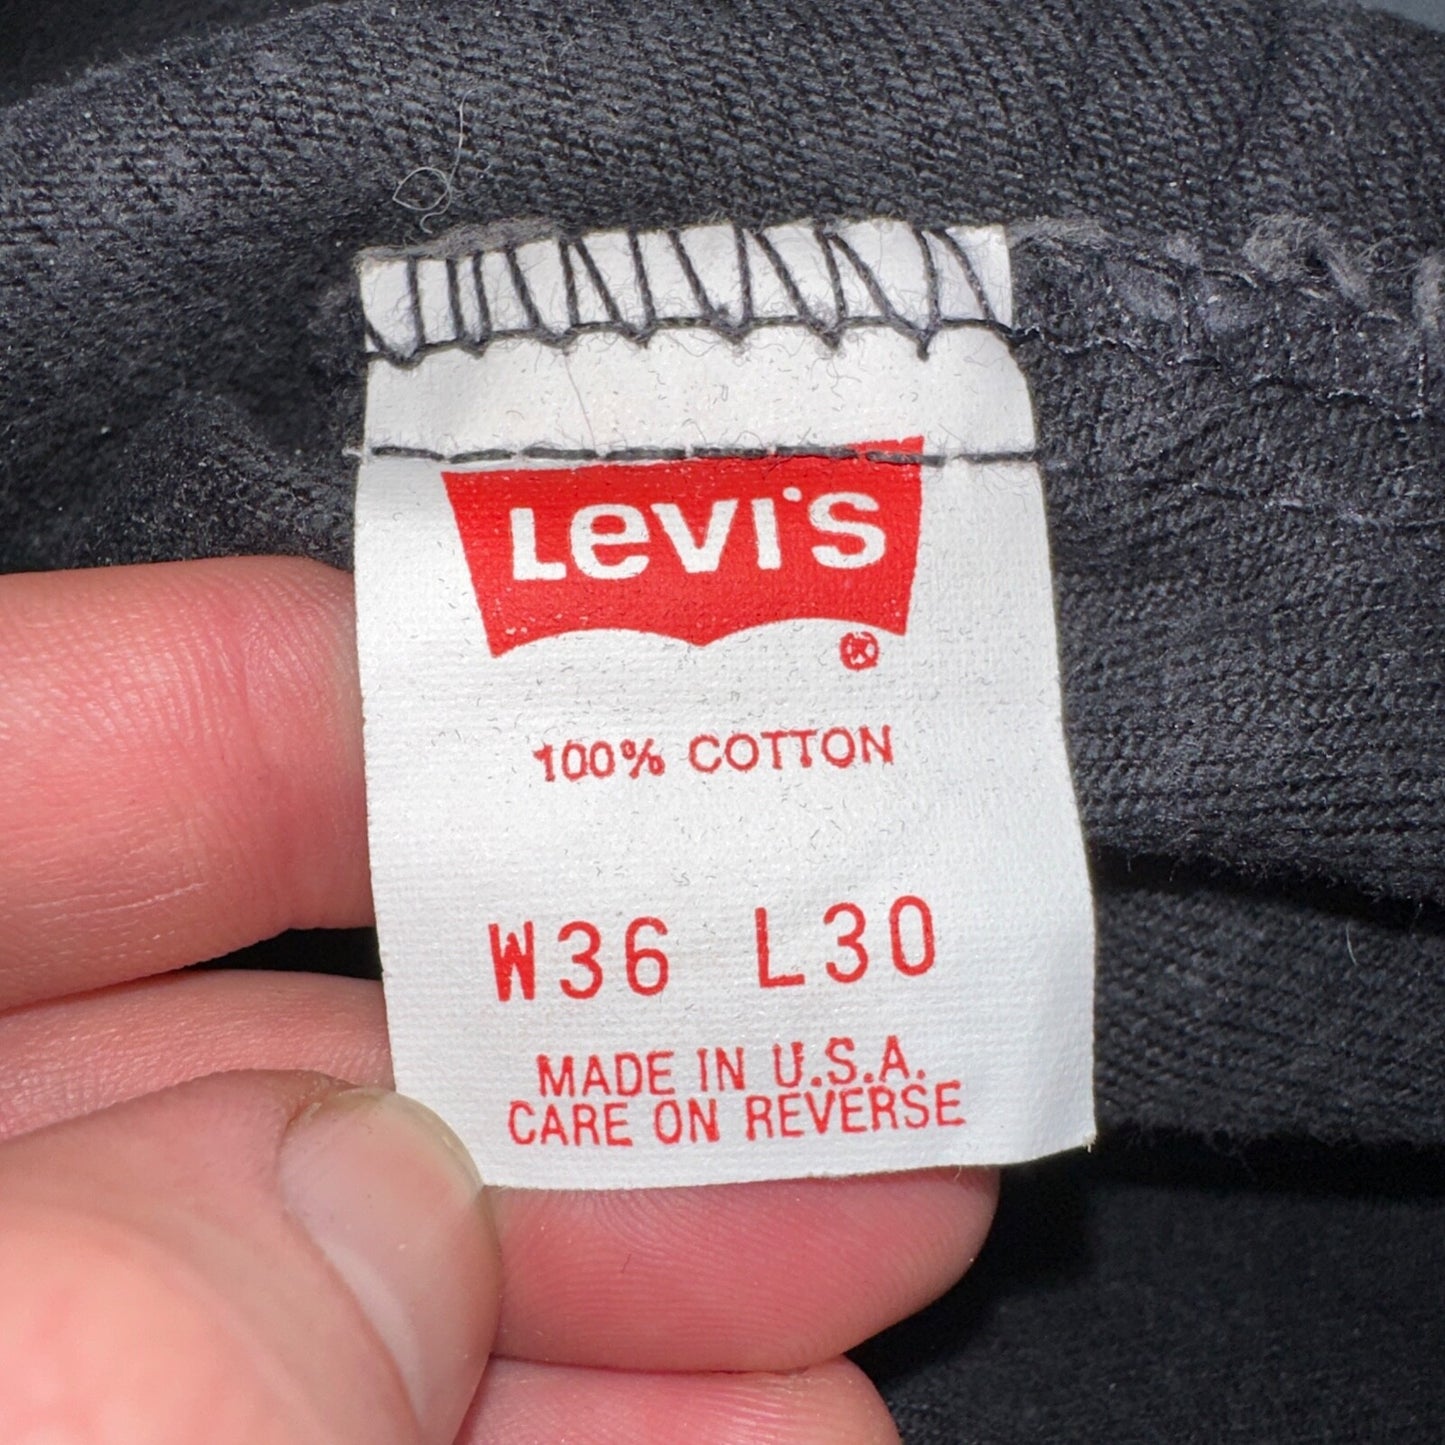 Levi's
®
100% COTTON
W36 L30
MADE IN U.S.A.
CARE ON REVERSE